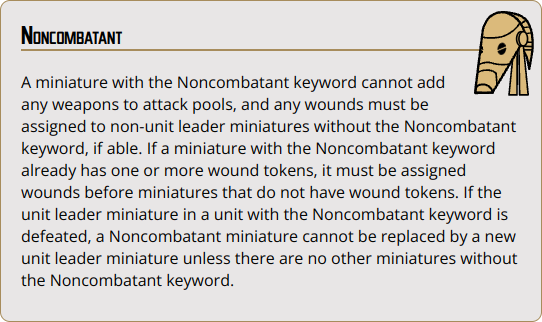 NONCOMBATANT
A miniature with the Noncombatant keyword cannot add
any weapons to attack pools, and any wounds must be
assigned to non-unit leader miniatures without the Noncombatant
keyword, if able. If a miniature with the Noncombatant keyword
already has one or more wound tokens, it must be assigned
wounds before miniatures that do not have wound tokens. If the
unit leader miniature in a unit with the Noncombatant keyword is
defeated, a Noncombatant miniature cannot be replaced by a new
unit leader miniature unless there are no other miniatures without
the Noncombatant keyword.